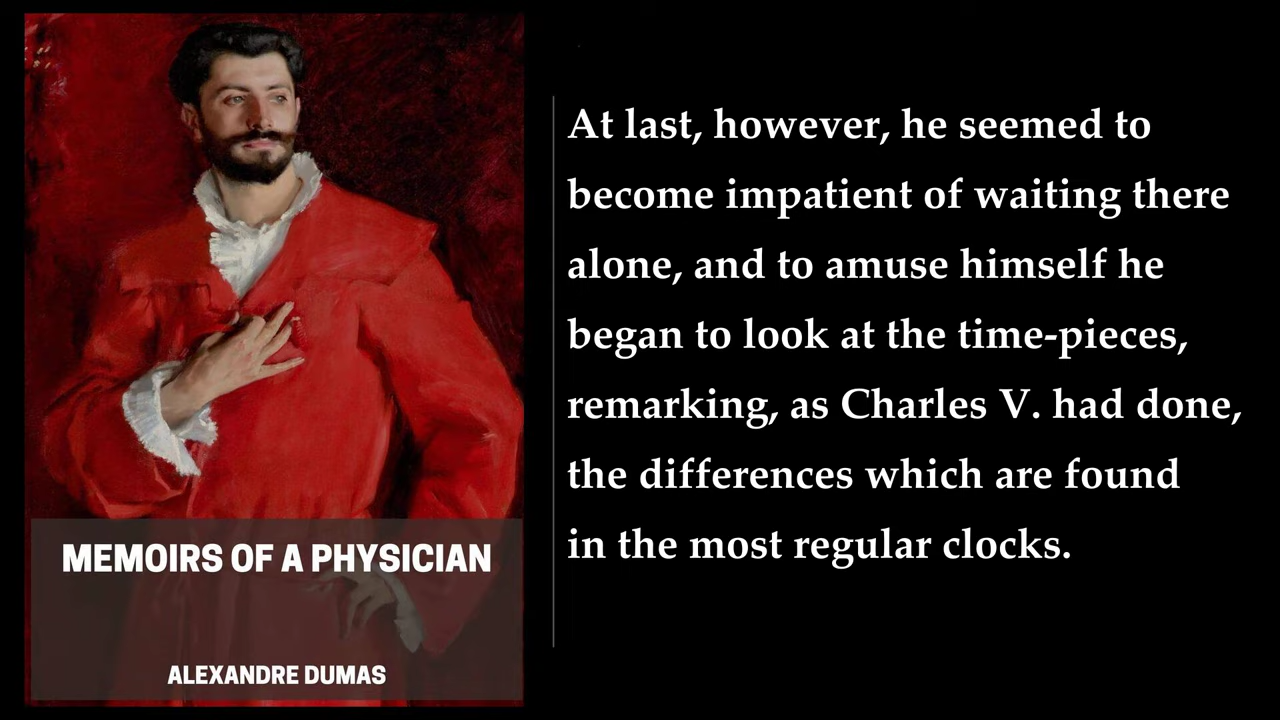 MEMOIRS OF A PHYSICIAN
ALEXANDRE DUMAS
At last, however, he seemed to
become impatient of waiting there
alone, and to amuse himself he
began to look at the time-pieces,
remarking, as Charles V. had done,
the differences which are found
in the most regular clocks.